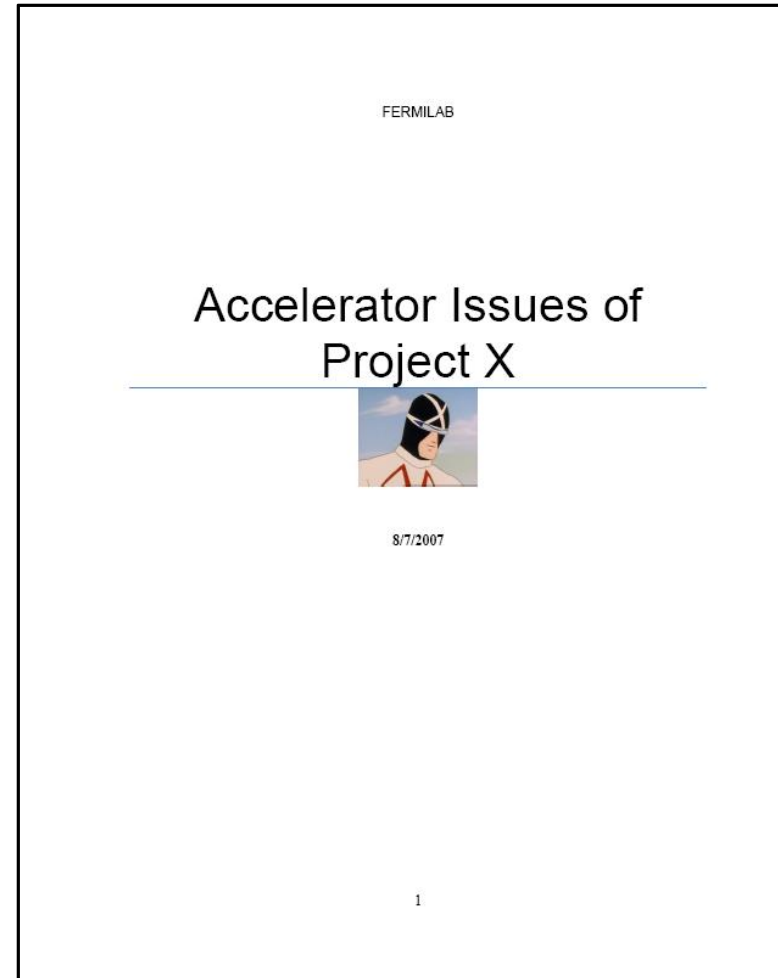 FERMILAB
Accelerator Issues of
Project X
8/7/2007
1